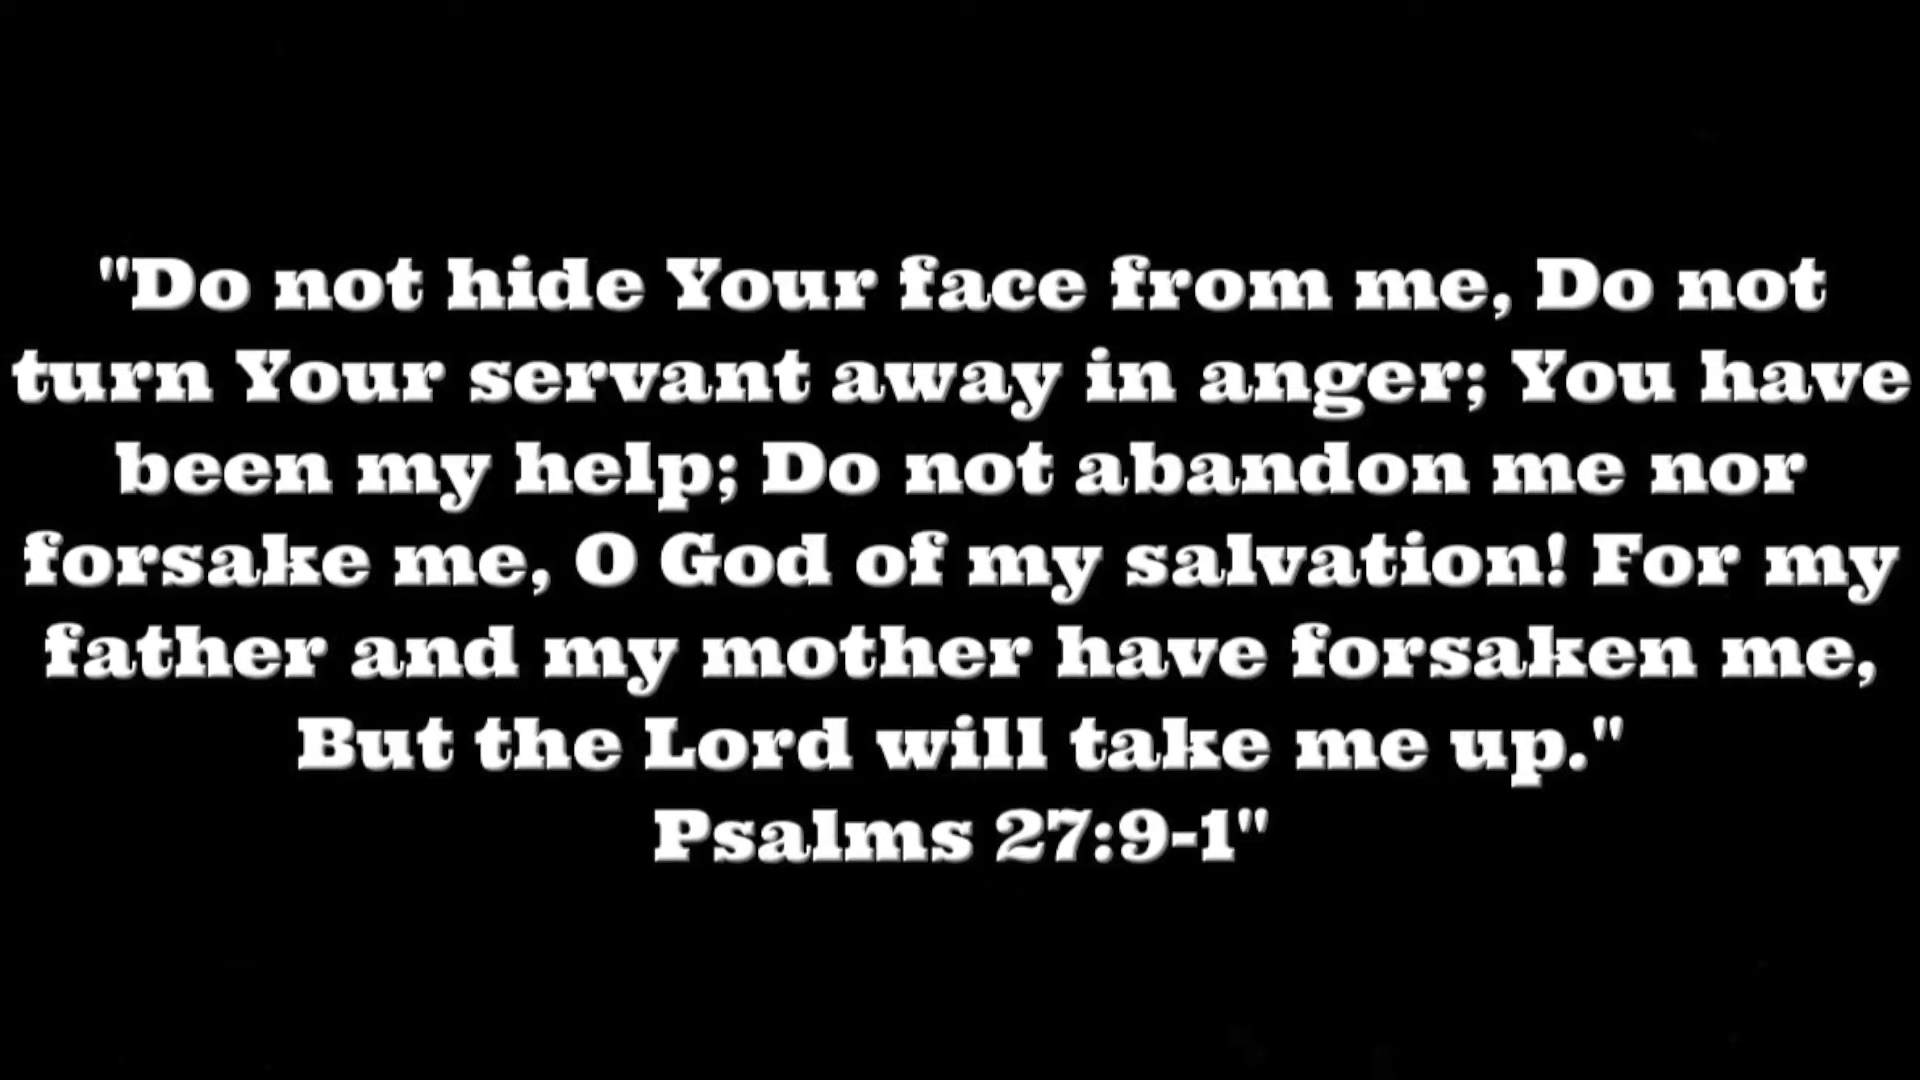 "Do not hide Your face from me, Do not
turn Your servant away in anger; You have
been my help; Do not abandon me nor
forsake me, O God of my salvation! For my
father and my mother have forsaken me,
But the Lord will take me up."
Psalms 27:9-1"